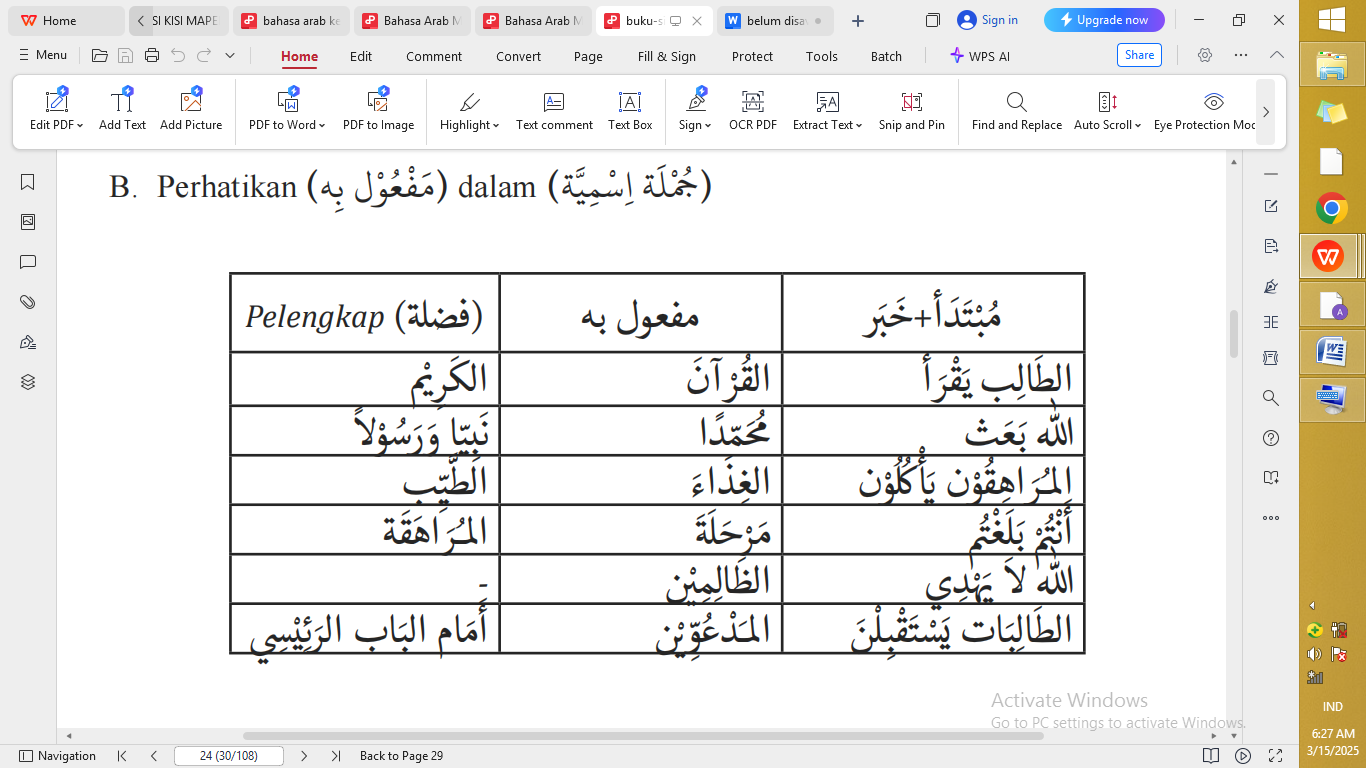 Home
SI KISI MAPE
bahasa arab ke
Bahasa Arab M
Bahasa Arab M
buku-s
belum disa
Sign in
Upgrade now
Menu
Home
Edit
Comment
Convert
Page
Fill & Sign
Protect
Tools
Batch
WPS AI
Share
Edit PDF
Add Text
Add Picture
PDF to Word
PDF to Image
Highlight
Text comment
Text Box
Sign
OCR PDF
Extract Text
Snip and Pin
Find and Replace
Auto Scroll
Eye Protection Mod
B. Perhatikan (مَفْعُوْل بِه) dalam (جُمْلَة اِسْمِيَّة)
مُبْتَدَأ+خَبَر	مفعول به	Pelengkap (فضلة)
الطَالِب يَقْرَأ	القُرْآنَ	الكَرِيْم
الله بَعَث	مُحَمّدًا	نَبِيّا وَرَسُوْلاً
المُرَاهِقُوْن يَأْكُلُوْن	الغِذَاءَ	الطَّيِّب
أَنْتُمْ بَلَغْتُم	مَرْحَلَةَ	المُرَاهَقَة
الله لاَ يَهْدِي	الظَالِمِيْن	-
الطَالِبَات يَسْتَقْبِلْنَ	المَدْعُوِّيْن	أَمَام البَاب الرَئِيْسِي
Activate Windows
Go to PC settings to activate Windows.
Navigation
24 (30/108)
Back to Page 29
IND
6:27 AM
3/15/2025